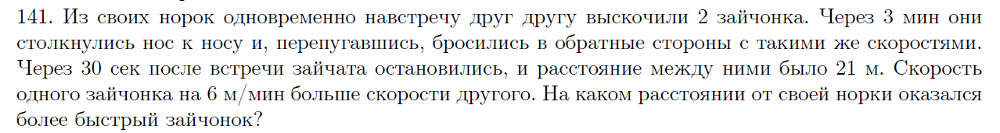 141. Из своих норок одновременно навстречу друг другу выскочили 2 зайчонка. Через 3 мин они
столкнулись нос к носу и, перепугавшись, бросились в обратные стороны с такими же скоростями.
Через 30 сек после встречи зайчата остановились, и расстояние между ними было 21 м. Скорость
одного зайчонка на 6 м/мин больше скорости другого. На каком расстоянии от своей норки оказался
более быстрый зайчонок?